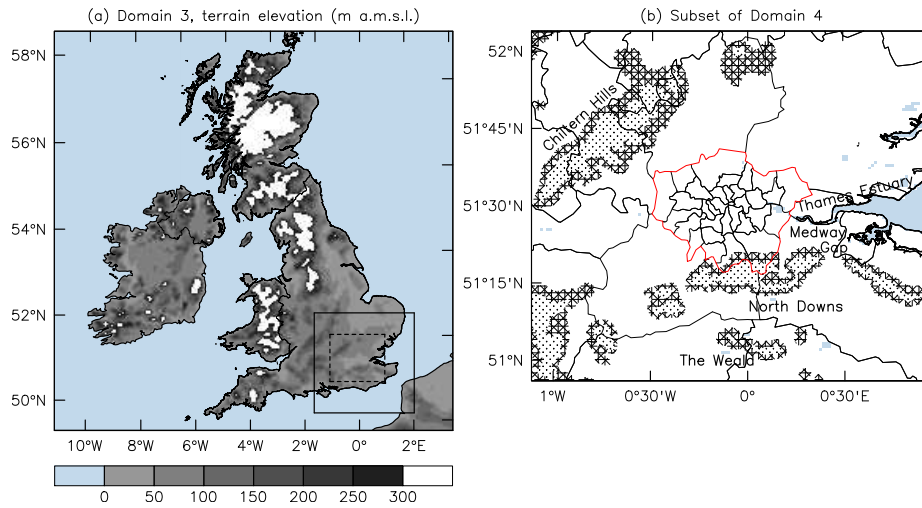 (a) Domain 3, terrain elevation (m a.m.s.l.)
58°N
56°N
54°N
52°N
50°N
10°W 8°W 6°W 4°W 2°W 0° 2°E
0 50 100 150 200 250 300
(b) Subset of Domain 4
52°N
51°45'N
51°30'N
51°15'N
51°N
Chiltern Hills
Thames Estuary
Medway
Gap
North Downs
The Weald
1°W 0°30'W 0° 0°30'E